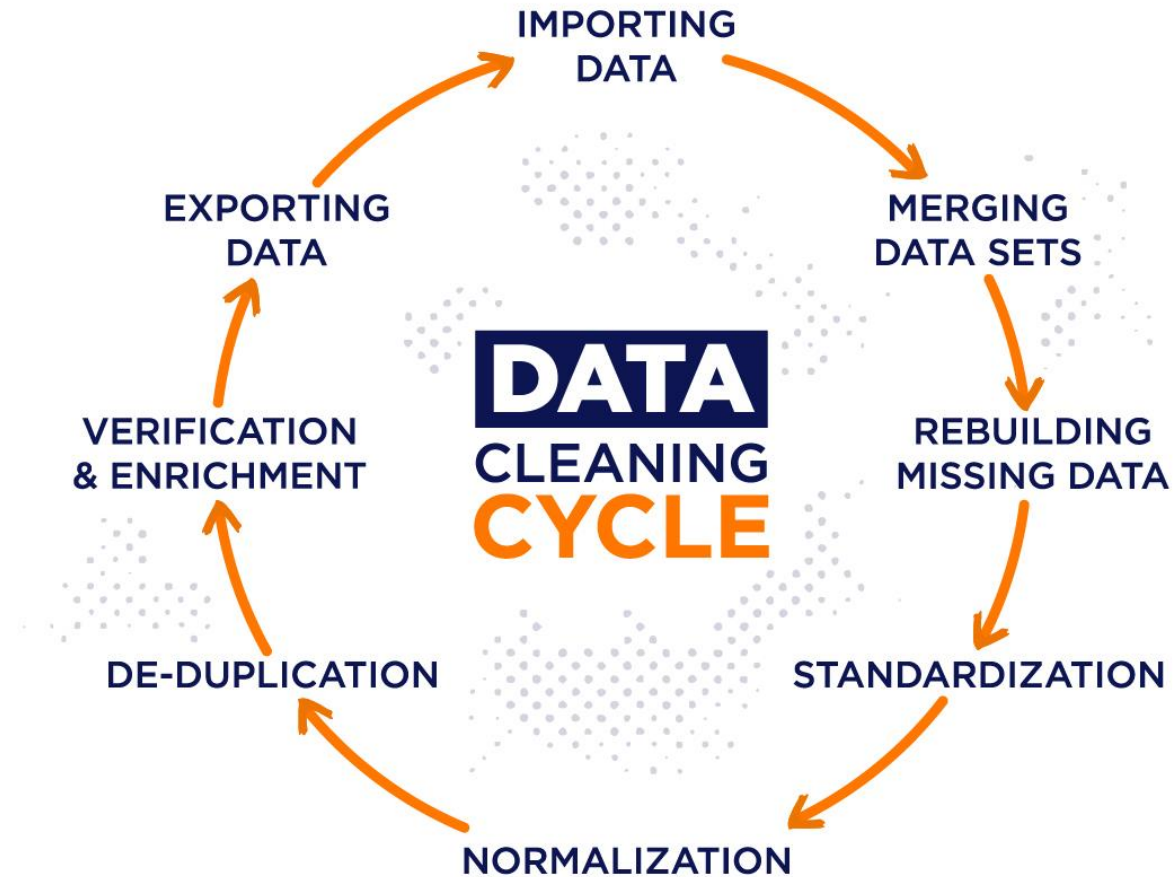 IMPORTING
DATA
MERGING
DATA SETS
REBUILDING
MISSING DATA
STANDARDIZATION
NORMALIZATION
DE-DUPLICATION
VERIFICATION
& ENRICHMENT
EXPORTING
DATA
DATA
CLEANING
CYCLE